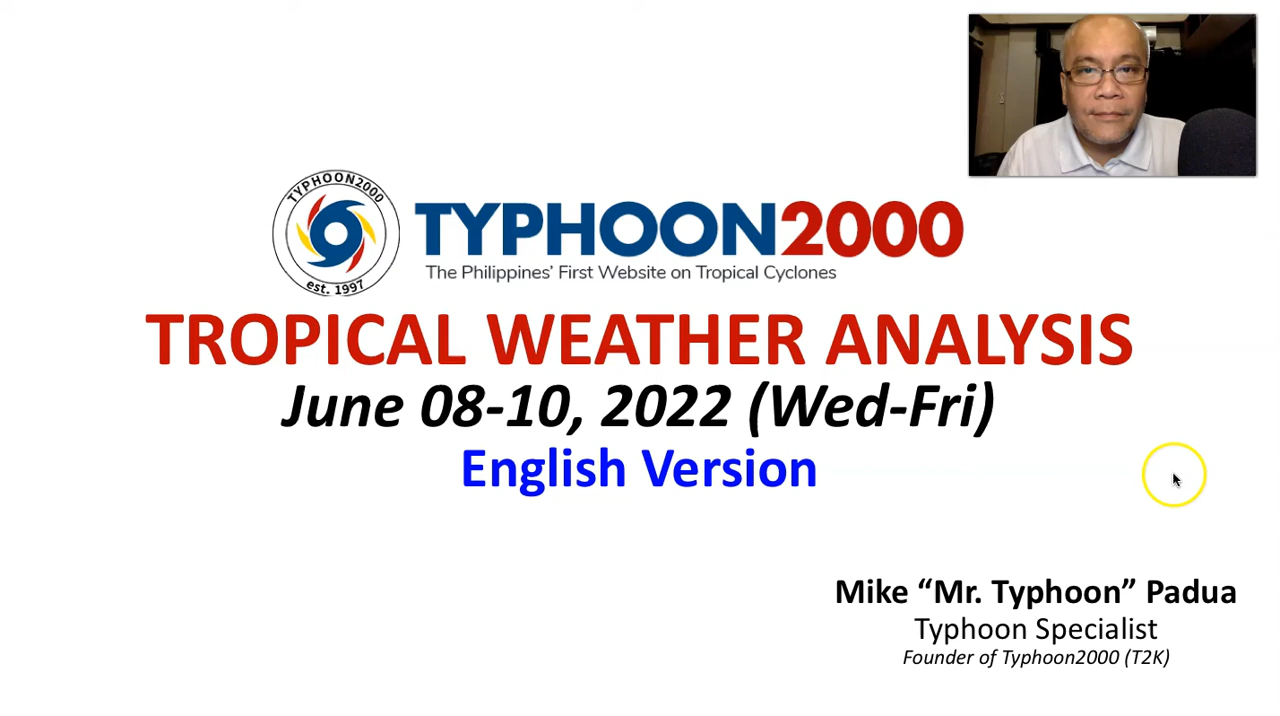 TYPHOON2000
est. 1997
TYPHOON2000
The Philippines' First Website on Tropical Cyclones
TROPICAL WEATHER ANALYSIS
June 08-10, 2022 (Wed-Fri)
English Version
Mike “Mr. Typhoon” Padua
Typhoon Specialist
Founder of Typhoon2000 (T2K)